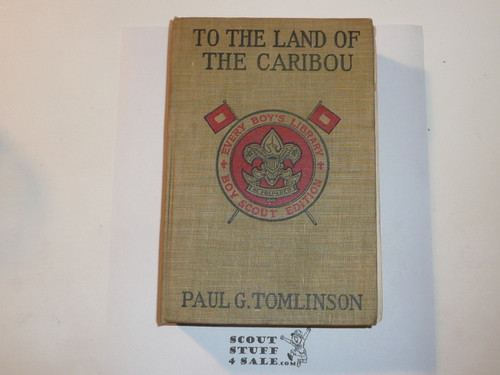 TO THE LAND OF
THE CARIBOU
EVERY BOY'S LIBRARY
BOY SCOUT EDITION
BE PREPARED
PAUL G. TOMLINSON
SCOUT
STUFF
4 SALE.COM